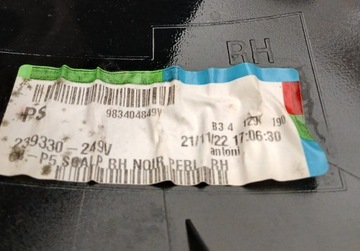 RH
P5
983404849V
B3 4 129K 190
239330-249V
21/11/22 17:06:30
antoni
-P5 SCALP RH NOIR PERL RH